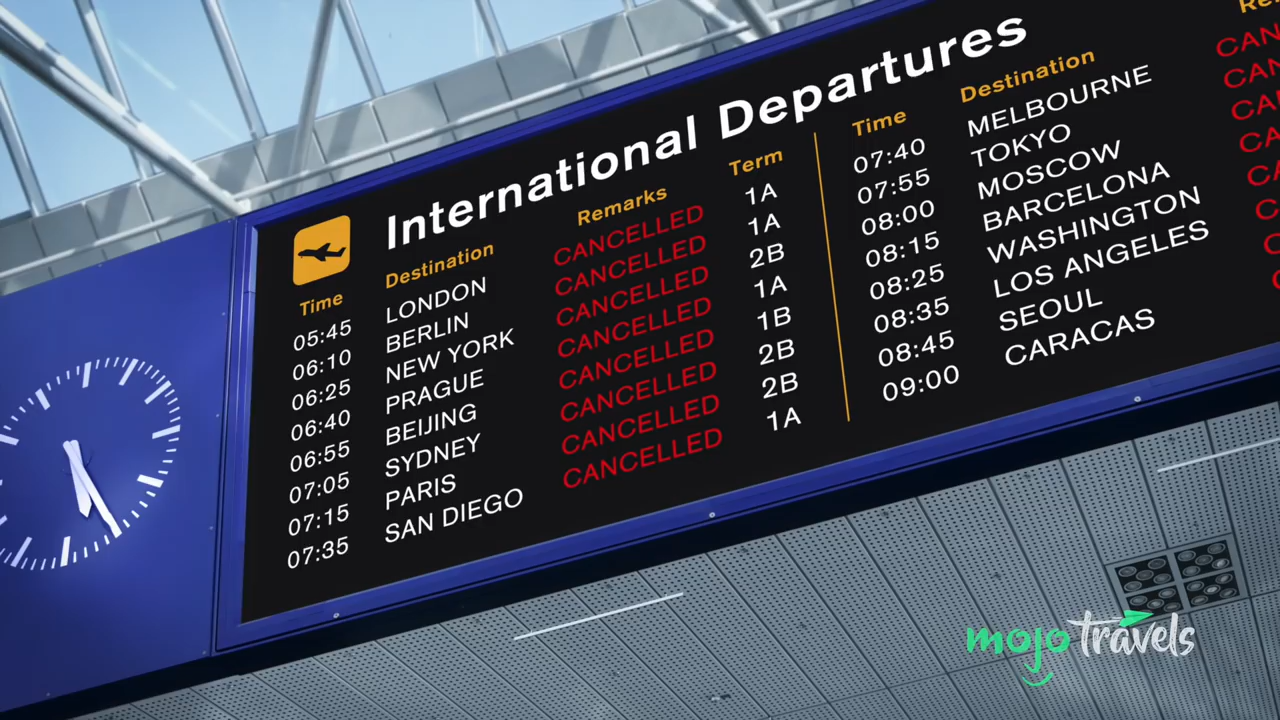 International Departures
Time Destination Remarks Term
05:45 LONDON CANCELLED 1A
06:10 BERLIN CANCELLED 1A
06:25 NEW YORK CANCELLED 2B
06:40 PRAGUE CANCELLED 1A
06:55 BEIJING CANCELLED 1B
07:05 SYDNEY CANCELLED 2B
07:15 PARIS CANCELLED 2B
07:35 SAN DIEGO CANCELLED 1A
Time Destination
07:40 MELBOURNE
07:55 TOKYO
08:00 MOSCOW
08:15 BARCELONA
08:25 WASHINGTON
08:35 LOS ANGELES
08:45 SEOUL
09:00 CARACAS
mojo travels